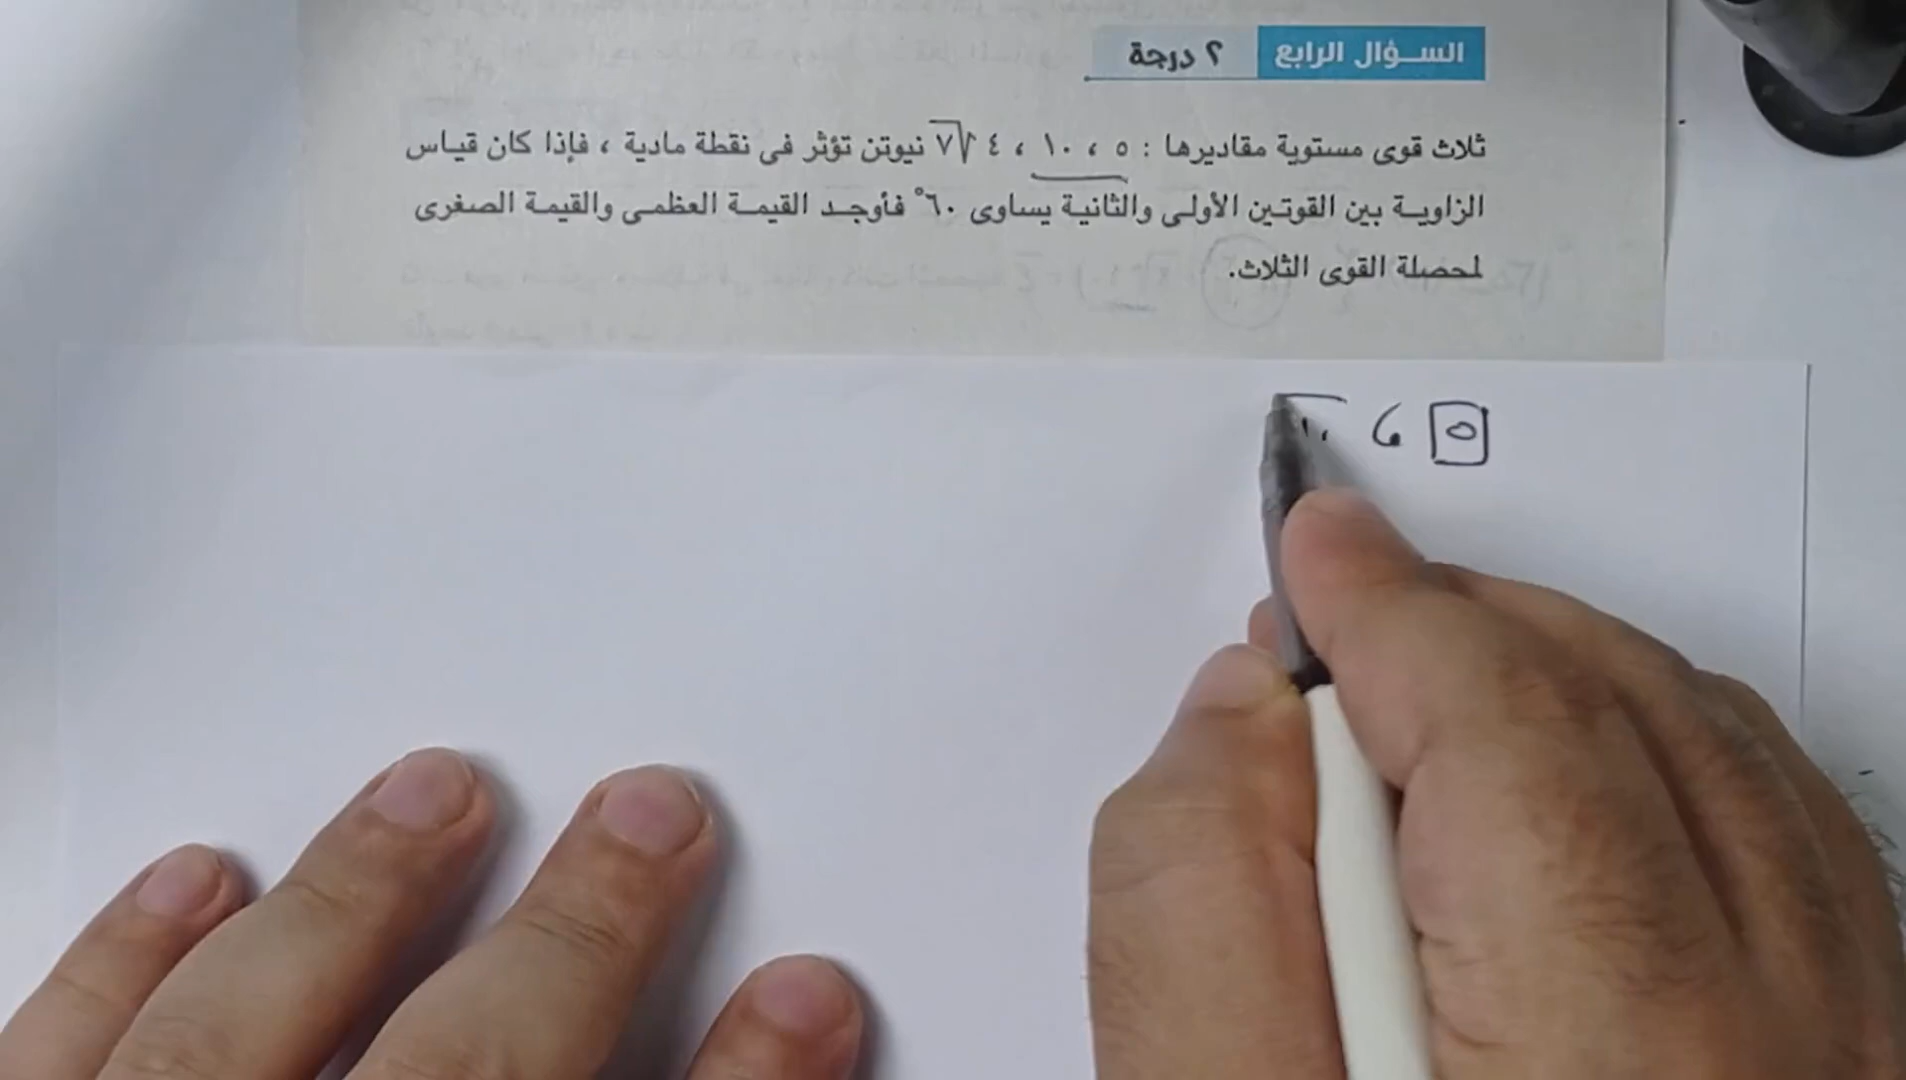 السؤال الرابع ٢ درجة
ثلاث قوى مستوية مقاديرها : ٥ ، ١٠ ، ٤ √٧ نيوتن تؤثر فى نقطة مادية ، فإذا كان قياس
الزاوية بين القوتين الأولى والثانية يساوى ٦٠° فأوجد القيمة العظمى والقيمة الصغرى
لمحصلة القوى الثلاث.
٥ ، ١٠